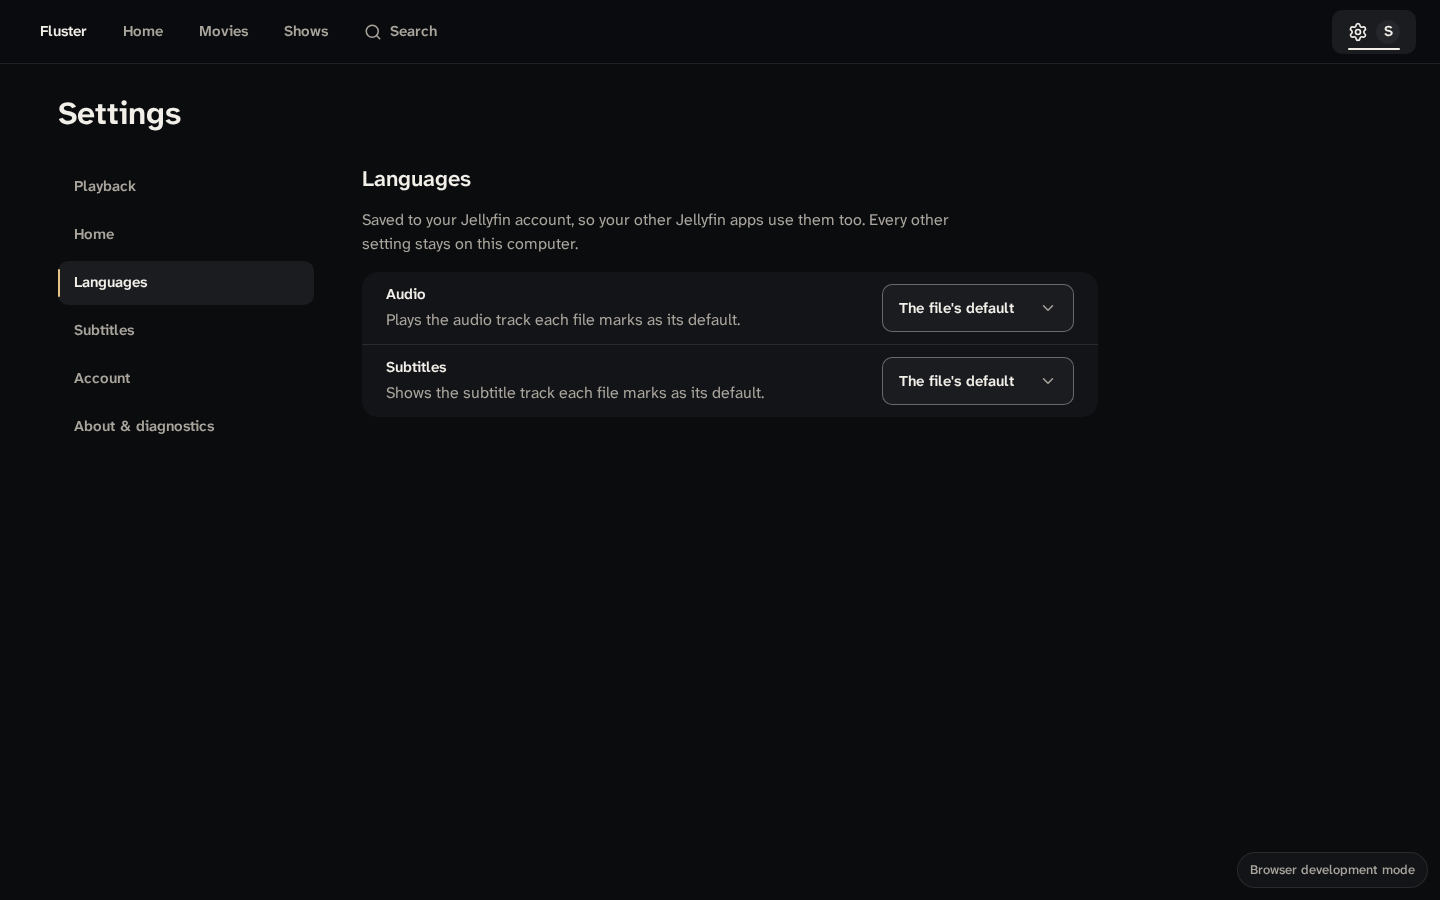 Fluster
Home
Movies
Shows
Search
S
Settings
Playback
Home
Languages
Subtitles
Account
About & diagnostics
Languages
Saved to your Jellyfin account, so your other Jellyfin apps use them too. Every other
setting stays on this computer.
Audio
Plays the audio track each file marks as its default.
The file's default
Subtitles
Shows the subtitle track each file marks as its default.
The file's default
Browser development mode